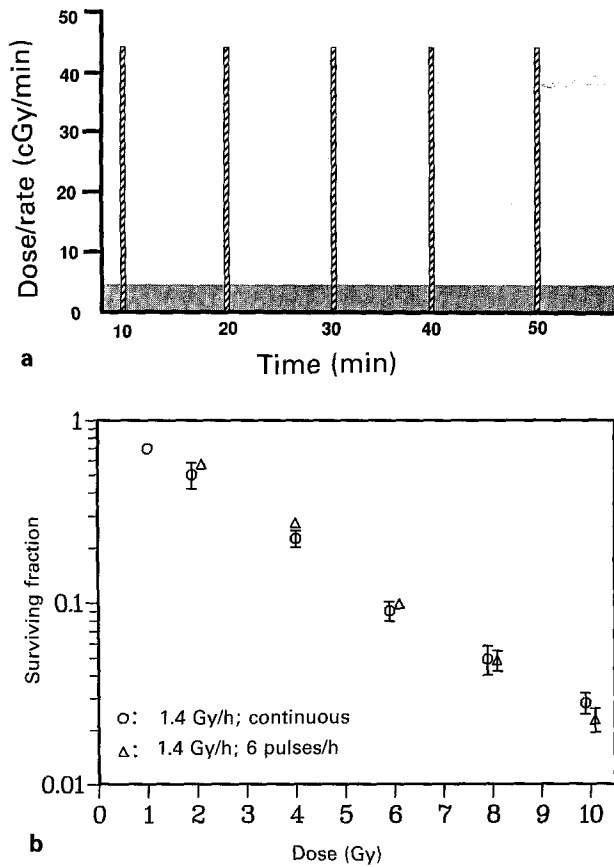 50
40
30
20
10
0
Dose/rate (cGy/min)
10 20 30 40 50
Time (min)
a
1
0.1
0.01
Surviving fraction
○: 1.4 Gy/h; continuous
△: 1.4 Gy/h; 6 pulses/h
0 1 2 3 4 5 6 7 8 9 10
Dose (Gy)
b